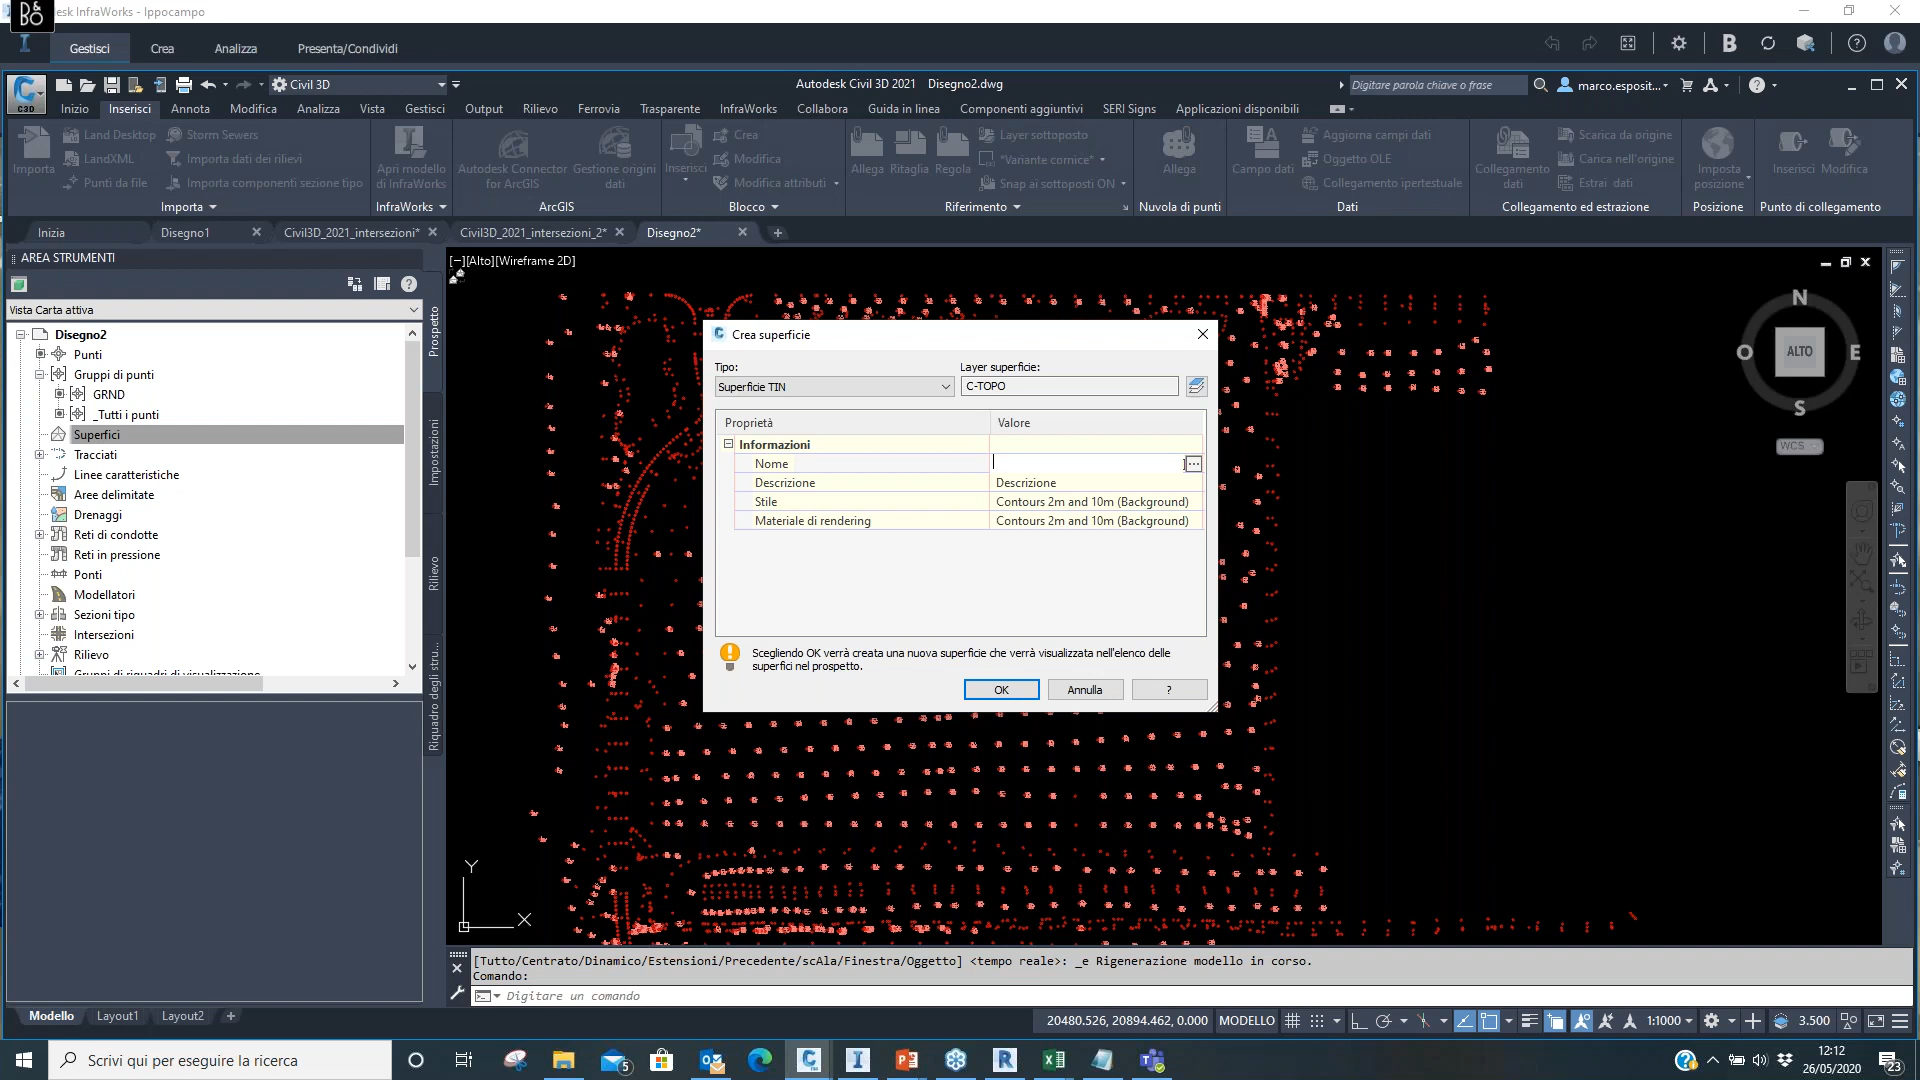 B&
BO
desk InfraWorks - Ippocampo
Gestisci Crea Analizza Presenta/Condividi
C3D
Civil 3D
Autodesk Civil 3D 2021 Disegno2.dwg
Digitare parola chiave o frase
marco.esposit...
Inizio Inserisci Annota Modifica Analizza Vista Gestisci Output Rilievo Ferrovia Trasparente InfraWorks Collabora Guida in linea Componenti aggiuntivi SERI Signs Applicazioni disponibili
Importa
Land Desktop
LandXML
Punti da file
Storm Sewers
Importa dati dei rilievi
Importa componenti sezione tipo
Apri modello
di InfraWorks
Autodesk Connector
for ArcGIS
Gestione origini
dati
Inserisci
Crea
Modifica
Modifica attributi
Allega Ritaglia Regola
Layer sottoposto
*Variante cornice*
Snap ai sottoposti ON
Allega
Campo dati
Aggiorna campi dati
Oggetto OLE
Collegamento ipertestuale
Collegamento
dati
Scarica da origine
Carica nell'origine
Estrai dati
Imposta
posizione
Inserisci Modifica
Importa InfraWorks ArcGIS Blocco Riferimento Nuvola di punti Dati Collegamento ed estrazione Posizione Punto di collegamento
Inizia Disegno1 Civil3D_2021_intersezioni* Civil3D_2021_intersezioni_2* Disegno2*
AREA STRUMENTI
Vista Carta attiva
Disegno2
Punti
Gruppi di punti
GRND
_Tutti i punti
Superfici
Tracciati
Linee caratteristiche
Aree delimitate
Drenaggi
Reti di condotte
Reti in pressione
Ponti
Modellatori
Sezioni tipo
Intersezioni
Rilievo
Gruppi di riquadri di visualizzazione
Prospetto
Impostazioni
Rilievo
Riquadro degli stru...
[−][Alto][Wireframe 2D]
N
O ALTO E
S
WCS
Crea superficie
Tipo:
Superficie TIN
Layer superficie:
C-TOPO
Proprietà Valore
Informazioni
Nome
Descrizione Descrizione
Stile Contours 2m and 10m (Background)
Materiale di rendering Contours 2m and 10m (Background)
Scegliendo OK verrà creata una nuova superficie che verrà visualizzata nell'elenco delle
superfici nel prospetto.
OK Annulla ?
Y
X
[Tutto/Centrato/Dinamico/Estensioni/Precedente/scAla/Finestra/Oggetto] <tempo reale>: _e Rigenerazione modello in corso.
Comando:
Digitare un comando
Modello Layout1 Layout2 +
20480.526, 20894.462, 0.000 MODELLO 1:1000 3.500
Scrivi qui per eseguire la ricerca
5
12:12
26/05/2020
23